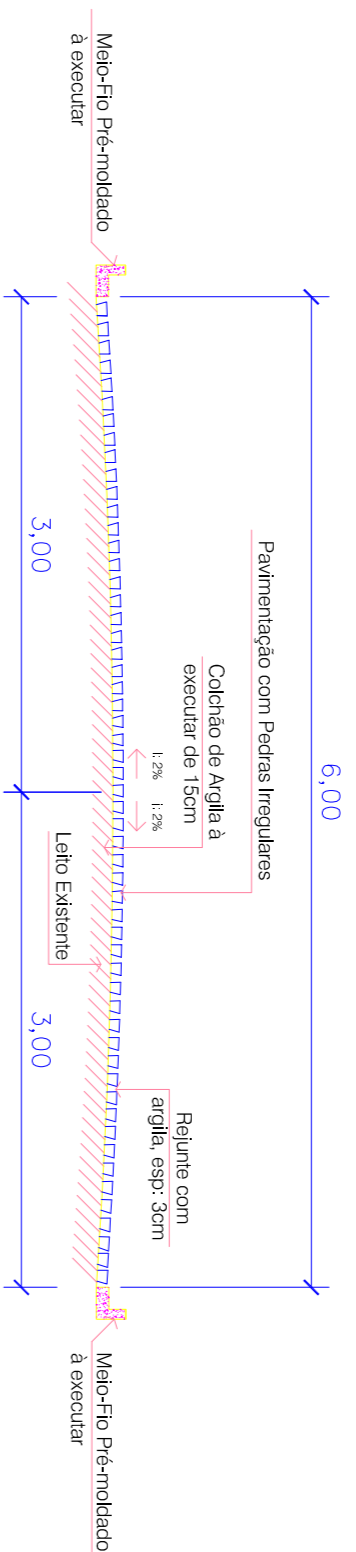 6,00
Pavimentação com Pedras Irregulares
Colchão de Argila à
executar de 15cm
Rejunte com
argila, esp: 3cm
I: 2%
i: 2%
Meio-Fio Pré-moldado
à executar
Meio-Fio Pré-moldado
à executar
Leito Existente
3,00
3,00